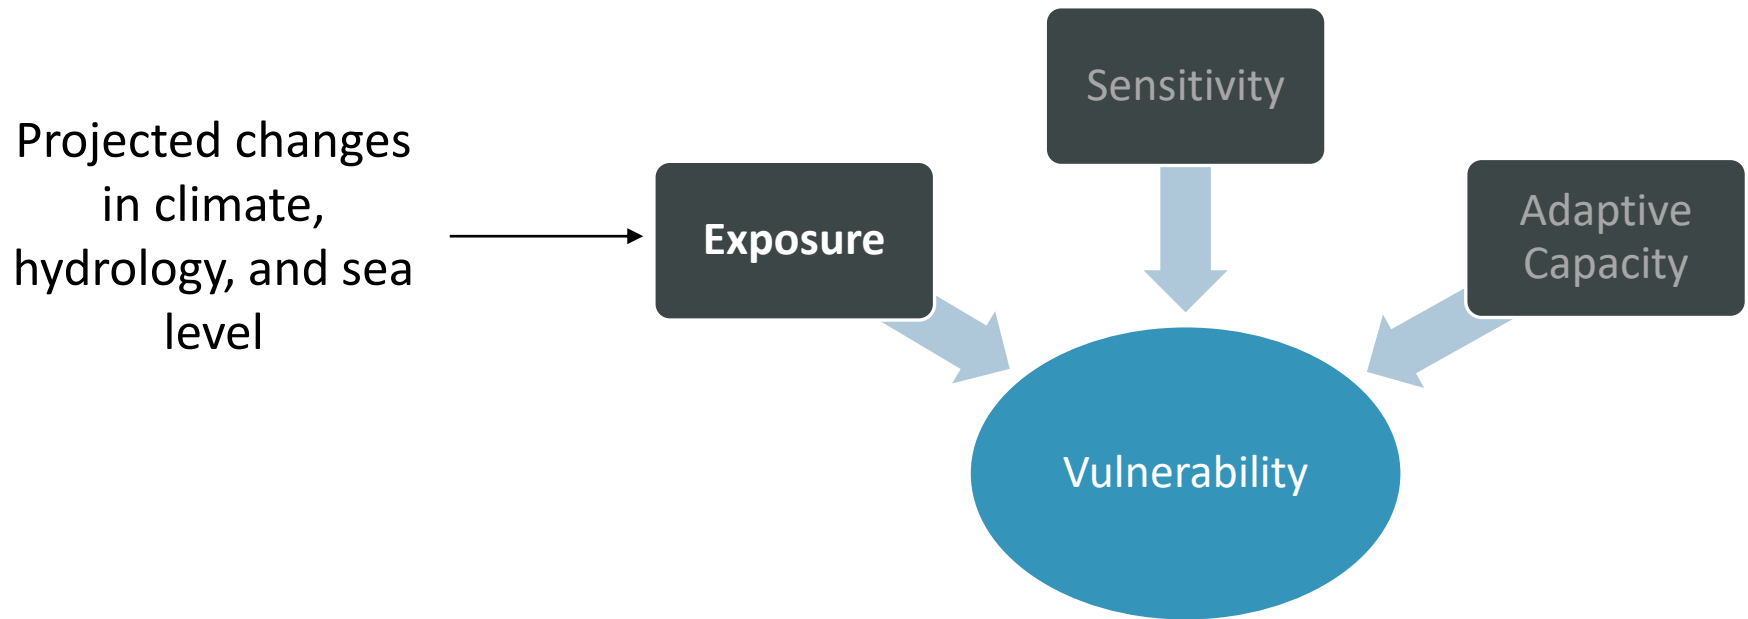 Projected changes
in climate,
hydrology, and sea
level
Exposure
Sensitivity
Adaptive
Capacity
Vulnerability